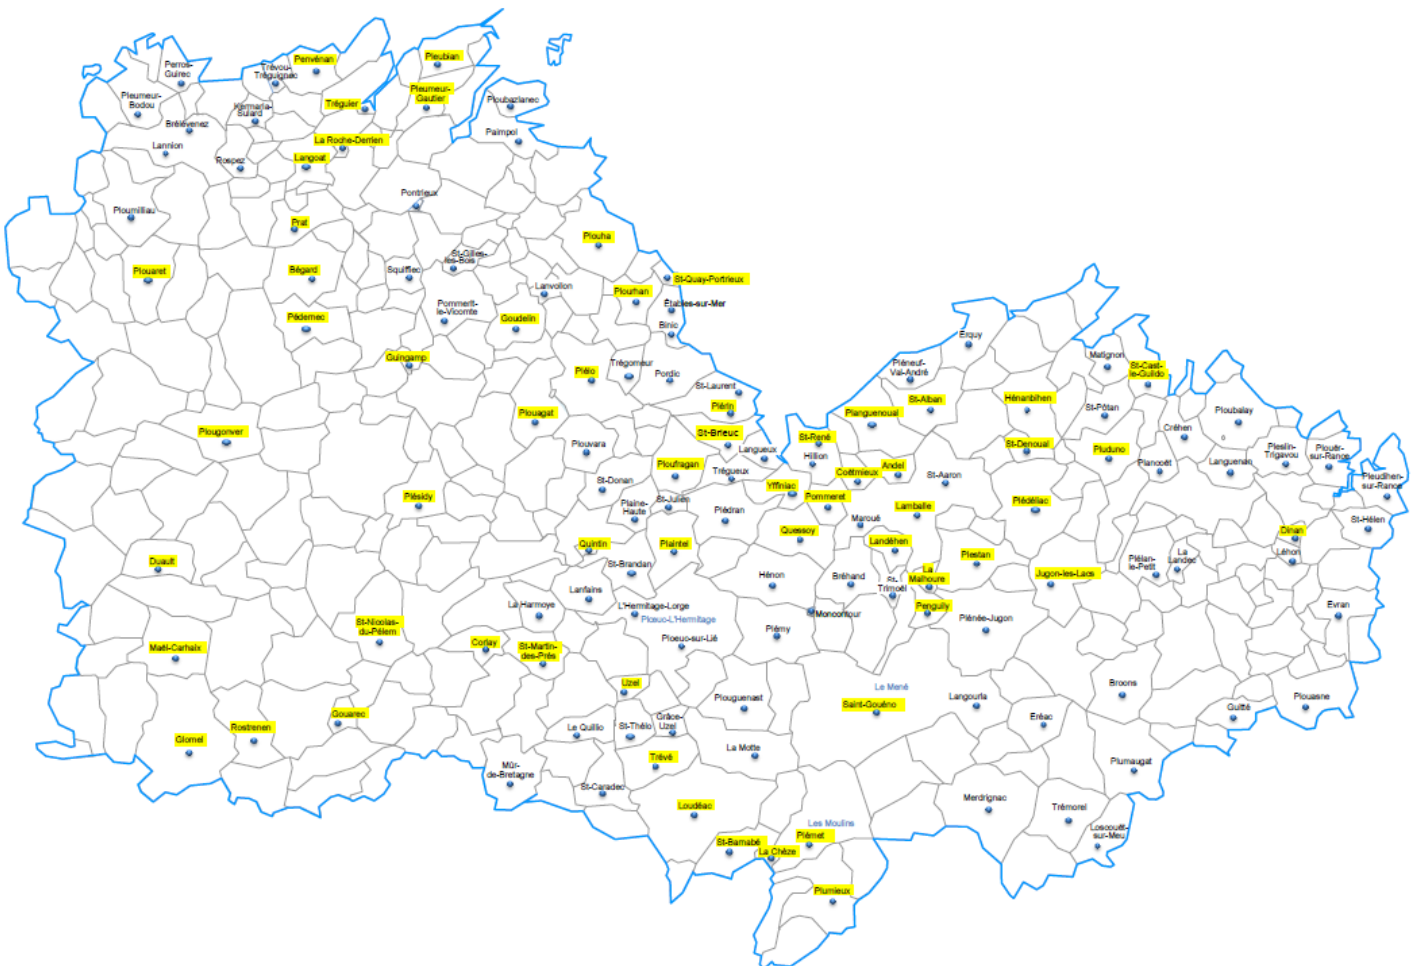 Penvénan
Pleubian
Perros-
Guirec
Trévou-
Tréguignec
Pleumeur-
Bodou
Pleumeur-
Gautier
Ploubazlanec
Tréguier
Kermaria-
Sulard
Brélévenez
Paimpol
Lannion
La Roche-Derrien
Rospez
Langoat
Pontrieux
Ploumilliau
Prat
Plouha
St-Gilles-
les-Bois
Plouaret
Bégard
Squiffiec
Lanvollon
St-Quay-Portrieux
Plourhan
Pommerit-
le-Vicomte
Étables-sur-Mer
Pédernec
Goudelin
Binic
Erquy
Guingamp
Trégomeur
Matignon
Plélo
Pordic
Pléneuf-
Val-André
St-Cast-
le-Guildo
St-Laurent
St-Alban
Hénanbihen
Plérin
Plouagat
Planguenoual
St-Pôtan
Ploubalay
Plougonver
St-Brieuc
St-René
Créhen
Plouvara
Langueux
Hillion
St-Denoual
Pluduno
Pleslin-
Trigavou
Plouër-
sur-Rance
Ploufragan
Trégueux
Coëtmieux
Andel
St-Aaron
Plancoët
Languenan
Pleudihen-
sur-Rance
St-Donan
Yffiniac
Plésidy
Plaine-
Haute
St-Julien
Pommeret
Plédéliac
Plédran
Lamballe
Maroué
St-Hélen
Quessoy
Dinan
Quintin
Plaintel
Landéhen
Plestan
Léhon
Duault
St-Brandan
Plélan-
le-Petit
La
Landec
Hénon
Bréhand
St-
Trimoël
La
Malhoure
Jugon-les-Lacs
Lanfains
La Harmoye
L'Hermitage-Lorge
Moncontour
Penguily
Evran
Plœuc-L'Hermitage
Plénée-Jugon
St-Nicolas-
du-Pélem
Plémy
Corlay
St-Martin-
des-Prés
Ploeuc-sur-Lié
Maël-Carhaix
Uzel
Le Mené
Broons
Plouguenast
Saint-Gouéno
Langourla
Plouasne
Gouarec
Guitté
Rostrenen
Le Quillio
St-Thélo
Grâce-
Uzel
Eréac
Glomel
La Motte
Trévé
Plumaugat
Mûr-
de-Bretagne
St-Caradec
Merdrignac
Loudéac
Trémorel
Les Moulins
Loscouët-
sur-Meu
Plémet
St-Barnabé
La Chèze
Plumieux